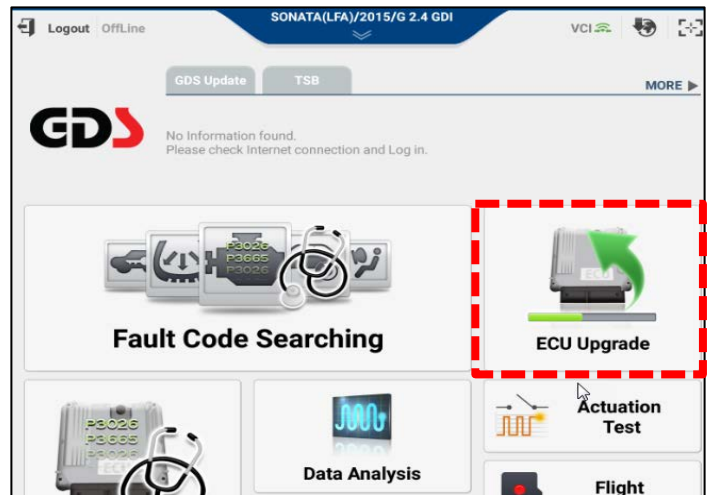 Logout OffLine
SONATA(LFA)/2015/G 2.4 GDI
VCI
GDS Update
TSB
MORE
GDS
No Information found.
Please check Internet connection and Log in.
P3026
P3665
P3026
ECU
Fault Code Searching
ECU Upgrade
P3026
P3665
P3026
ECU
Data Analysis
Actuation
Test
Flight